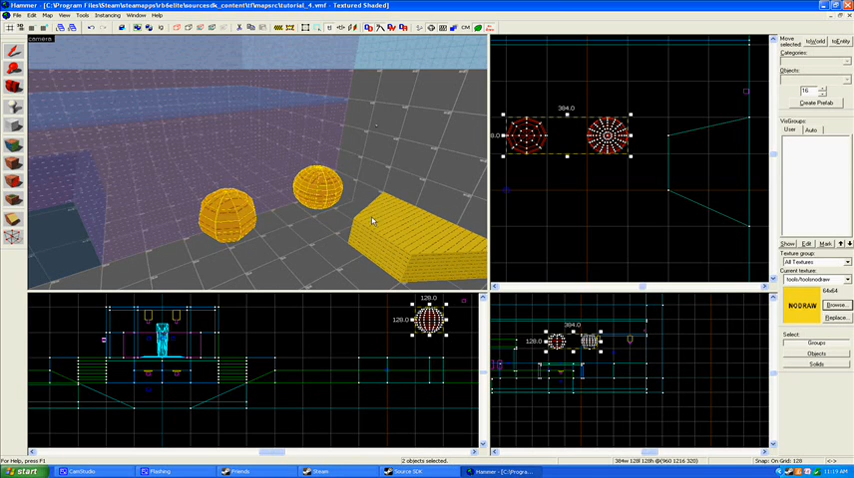 Hammer - [C:\Program Files\Steam\steamapps\rb6elite\sourcesdk_content\tf\mapsrc\tutorial_4.vmf - Textured Shaded]
File Edit Map View Tools Instancing Window Help
camera
384.0
128.0
128.0
384.0
128.0
Move selected:
toWorld
toEntity
Categories:
Objects:
16
Create Prefab
VisGroups:
User Auto
Show Edit Mark
Texture group:
All Textures
Current texture:
tools/toolsnodraw
NODRAW
64x64
Browse...
Replace...
Select:
Groups
Objects
Solids
For Help, press F1
2 objects selected.
384w 128l 128h @(960 1216 320)
Snap: On Grid: 128
<->
start
CamStudio
Flashing
Friends
Steam
Source SDK
Hammer - [C:\Progra...
11:19 AM